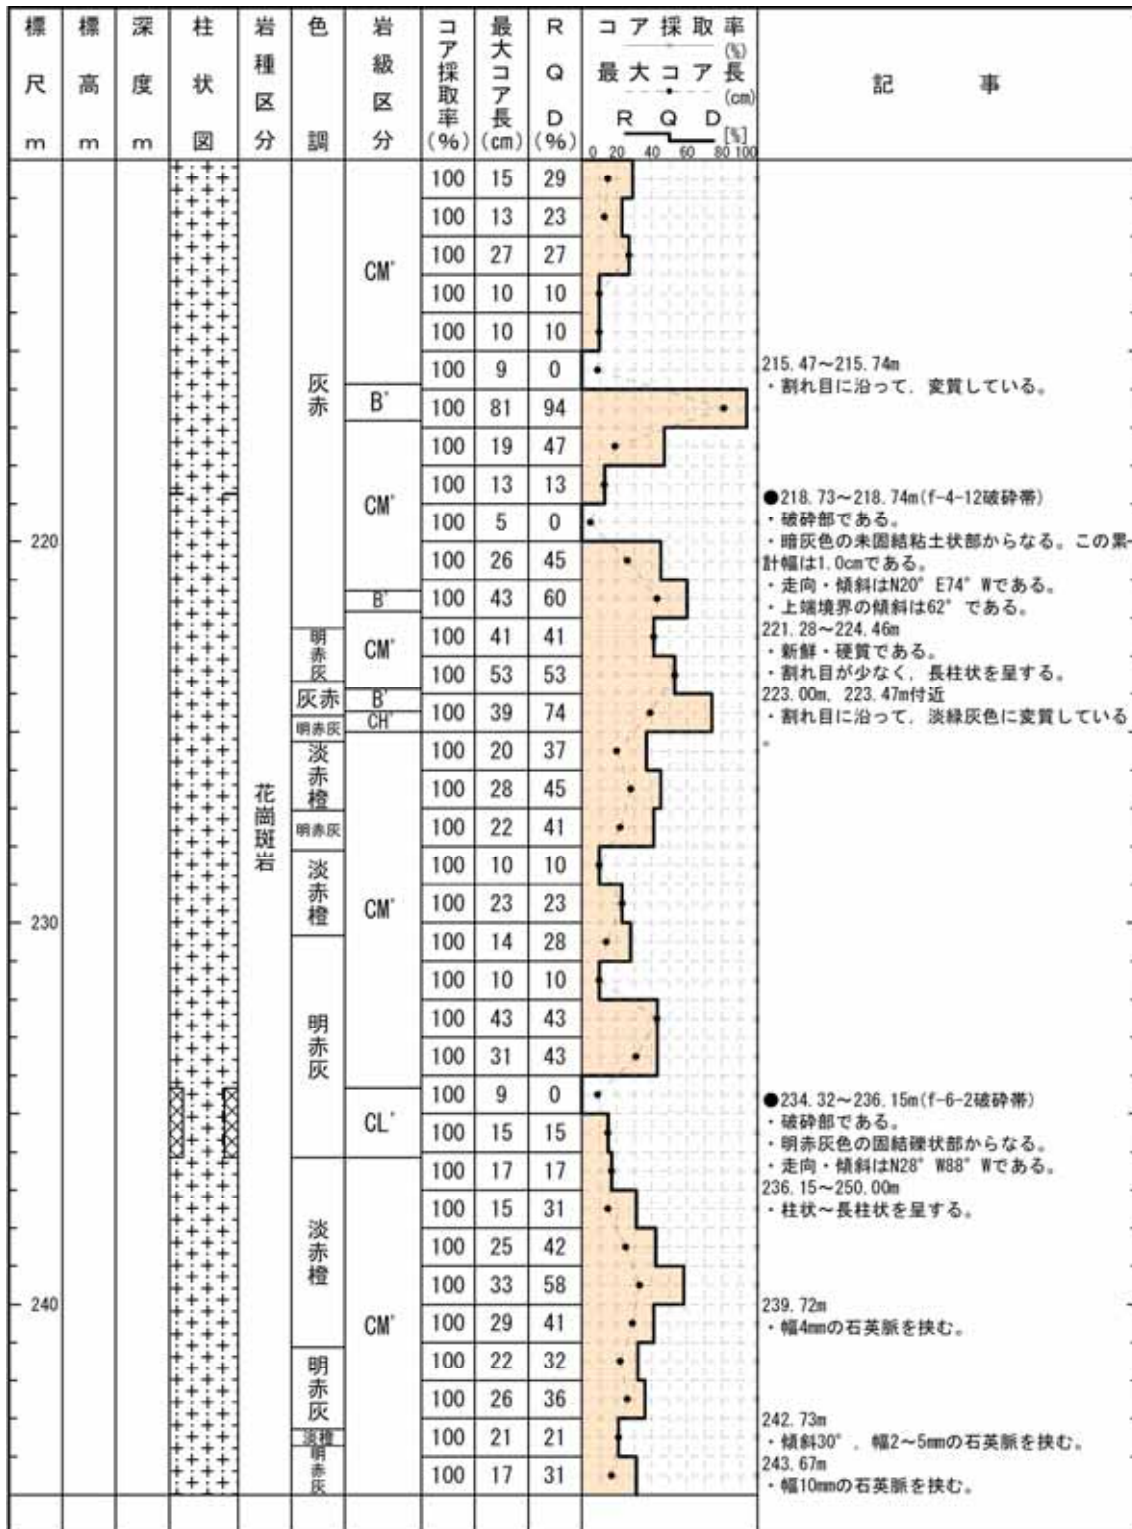 標尺m
標高m
深度m
柱状図
岩種区分
色調
岩級区分
コア採取率(%)
最大コア長(cm)
RQD(%)
コア採取率
(%)
最大コア長
(cm)
RQD
[%]
0 20 40 60 80 100
記事
100 15 29
100 13 23
100 27 27
100 10 10
100 10 10
100 9 0
100 81 94
100 19 47
100 13 13
100 5 0
100 26 45
100 43 60
100 41 41
100 53 53
100 39 74
100 20 37
100 28 45
100 22 41
100 10 10
100 23 23
100 14 28
100 10 10
100 43 43
100 31 43
100 9 0
100 15 15
100 17 17
100 15 31
100 25 42
100 33 58
100 29 41
100 22 32
100 26 36
100 21 21
100 17 31
220
230
240
花崗斑岩
灰赤
明赤灰
灰赤
明赤灰
淡赤橙
明赤灰
淡赤橙
明赤灰
淡赤橙
明赤灰
淡橙
明赤灰
CM'
B'
CM'
B'
CM'
B'
CH'
CM'
CL'
CM'
215.47～215.74m
・割れ目に沿って，変質している。
●218.73～218.74m(f-4-12破砕帯)
・破砕部である。
・暗灰色の未固結粘土状部からなる。この累
計幅は1.0cmである。
・走向・傾斜はN20°E74°Wである。
・上端境界の傾斜は62°である。
221.28～224.46m
・新鮮・硬質である。
・割れ目が少なく，長柱状を呈する。
223.00m, 223.47m付近
・割れ目に沿って，淡緑灰色に変質している
。
●234.32～236.15m(f-6-2破砕帯)
・破砕部である。
・明赤灰色の固結礫状部からなる。
・走向・傾斜はN28°W88°Wである。
236.15～250.00m
・柱状～長柱状を呈する。
239.72m
・幅4mmの石英脈を挟む。
242.73m
・傾斜30°，幅2～5mmの石英脈を挟む。
243.67m
・幅10mmの石英脈を挟む。